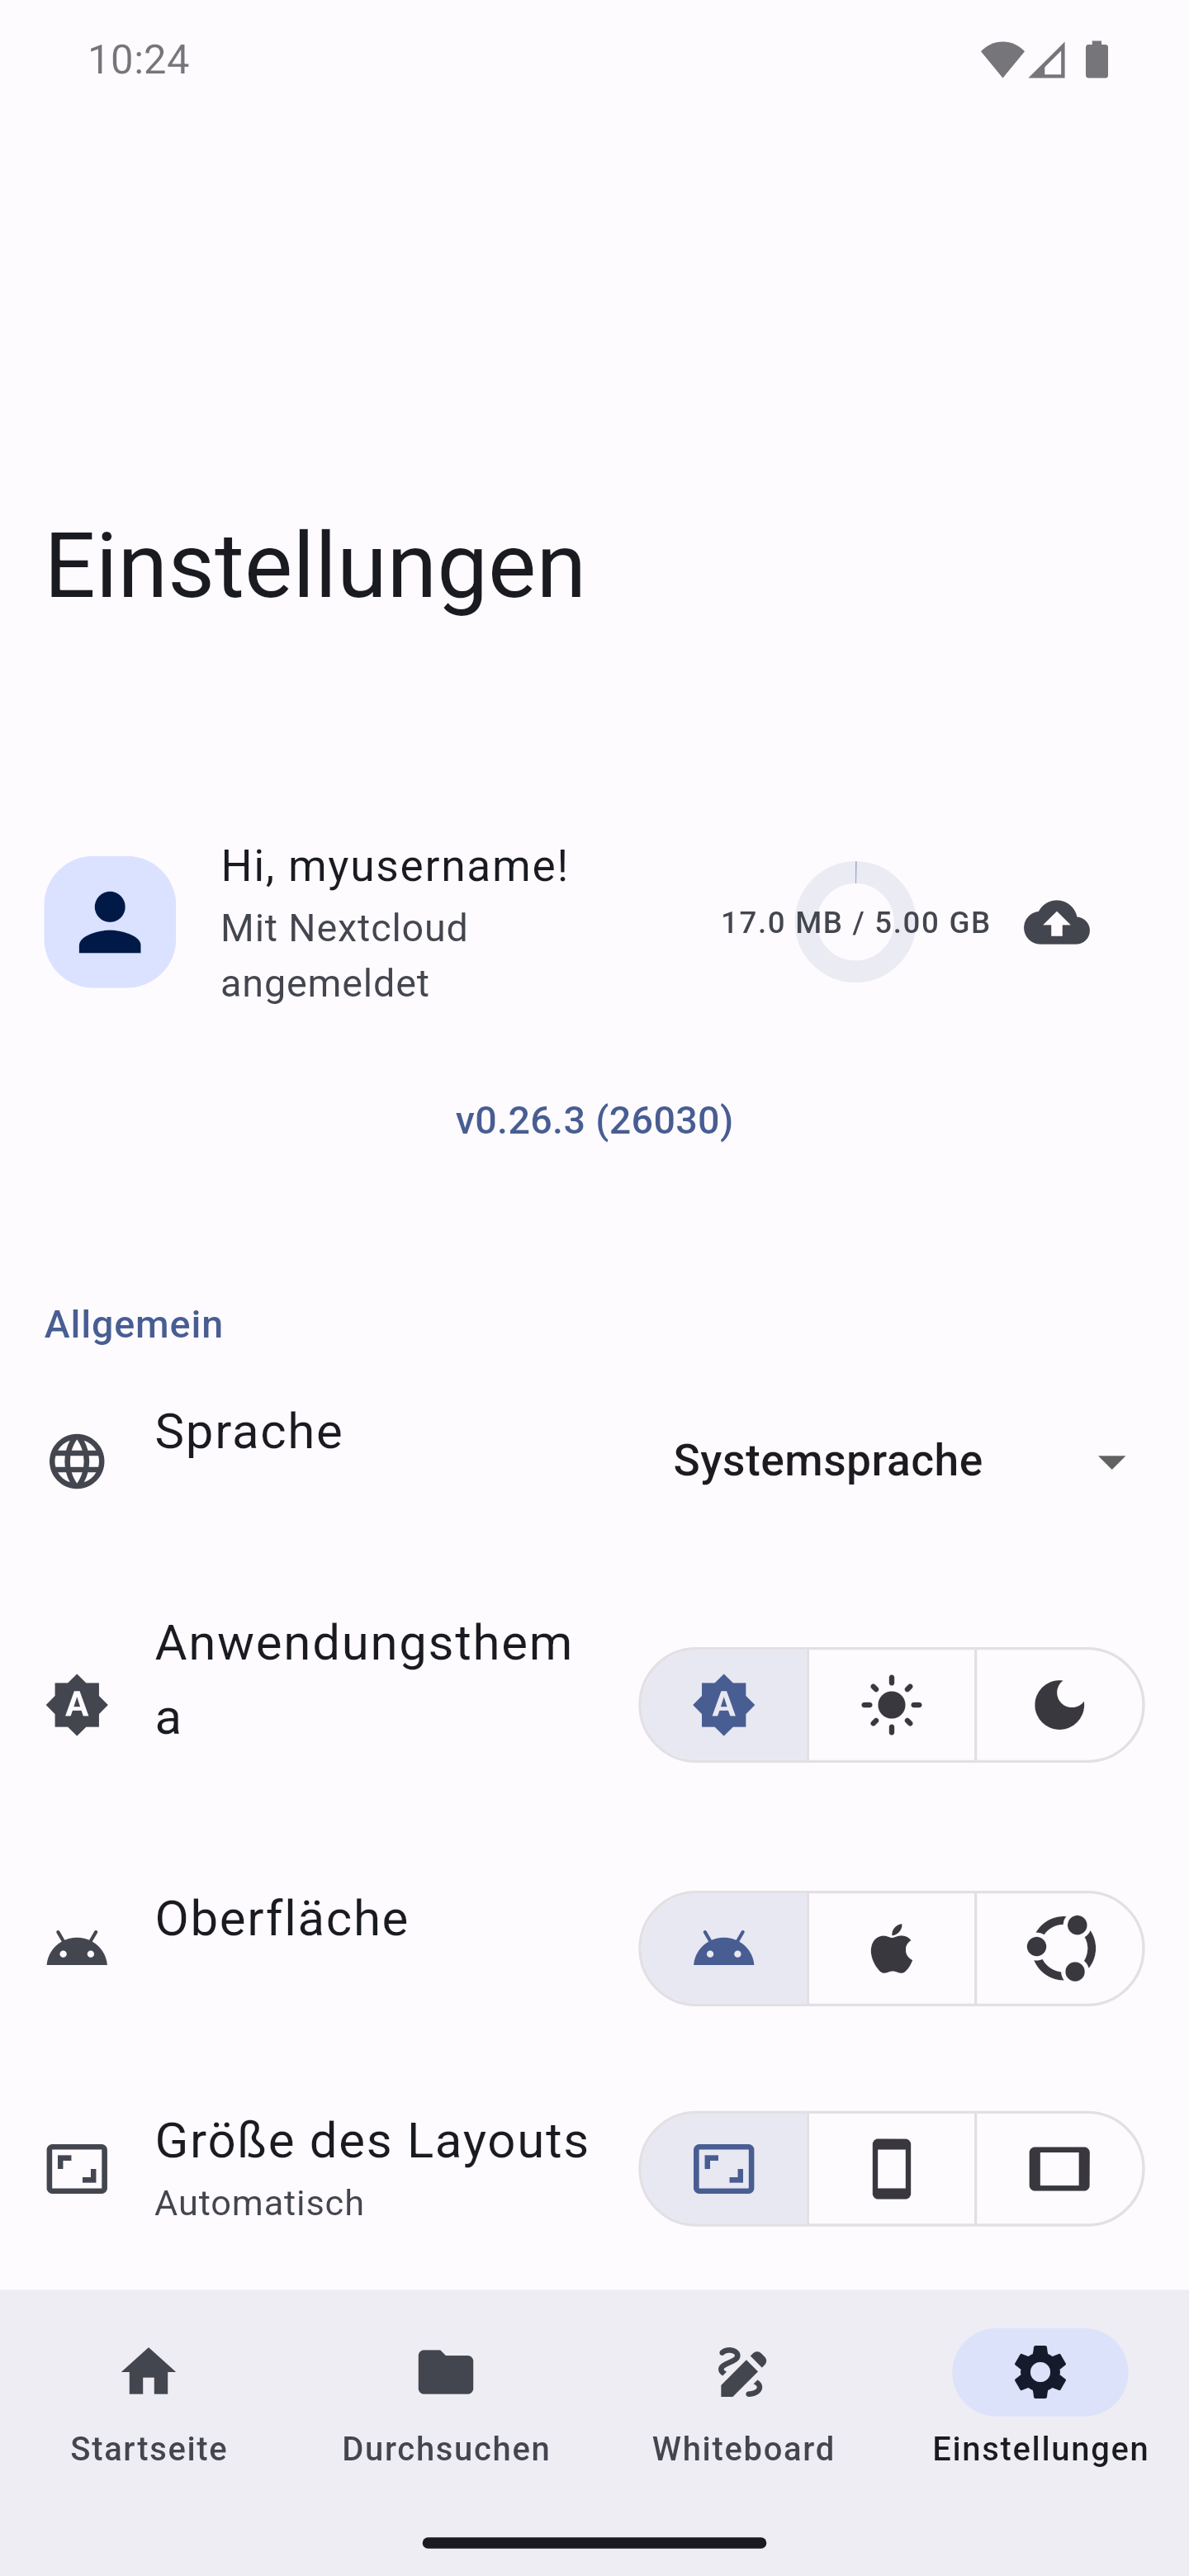 10:24
Einstellungen
Hi, myusername!
Mit Nextcloud
angemeldet
17.0 MB / 5.00 GB
v0.26.3 (26030)
Allgemein
Sprache
Systemsprache
Anwendungsthem
a
A
A
Oberfläche
Größe des Layouts
Automatisch
Startseite
Durchsuchen
Whiteboard
Einstellungen